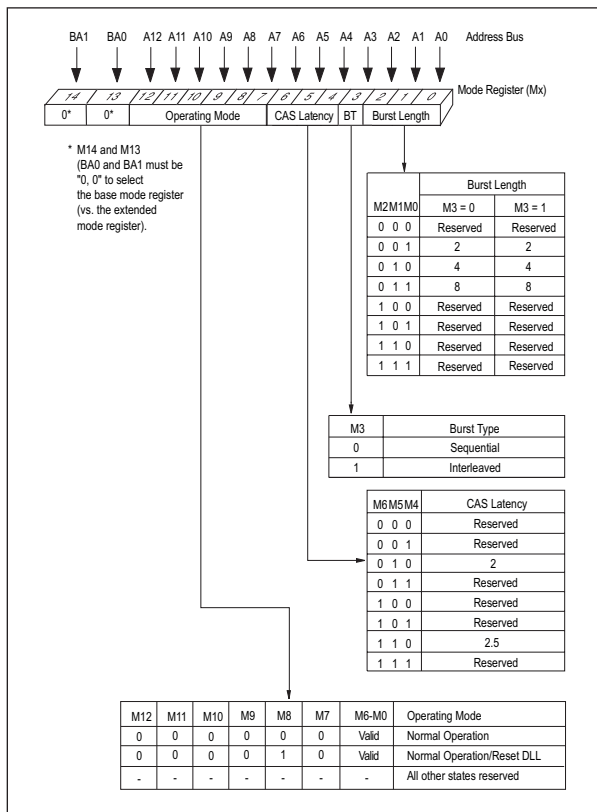 BA1 BA0 A12 A11 A10 A9 A8 A7 A6 A5 A4 A3 A2 A1 A0 Address Bus
14 13 12 11 10 9 8 7 6 5 4 3 2 1 0 Mode Register (Mx)
0* 0* Operating Mode CAS Latency BT Burst Length
* M14 and M13
(BA0 and BA1 must be
"0, 0" to select
the base mode register
(vs. the extended
mode register).
Burst Length
M2M1M0 M3 = 0 M3 = 1
0 0 0 Reserved Reserved
0 0 1 2 2
0 1 0 4 4
0 1 1 8 8
1 0 0 Reserved Reserved
1 0 1 Reserved Reserved
1 1 0 Reserved Reserved
1 1 1 Reserved Reserved
M3 Burst Type
0 Sequential
1 Interleaved
M6M5M4 CAS Latency
0 0 0 Reserved
0 0 1 Reserved
0 1 0 2
0 1 1 Reserved
1 0 0 Reserved
1 0 1 Reserved
1 1 0 2.5
1 1 1 Reserved
M12 M11 M10 M9 M8 M7 M6-M0 Operating Mode
0 0 0 0 0 0 Valid Normal Operation
0 0 0 0 1 0 Valid Normal Operation/Reset DLL
- - - - - - - All other states reserved